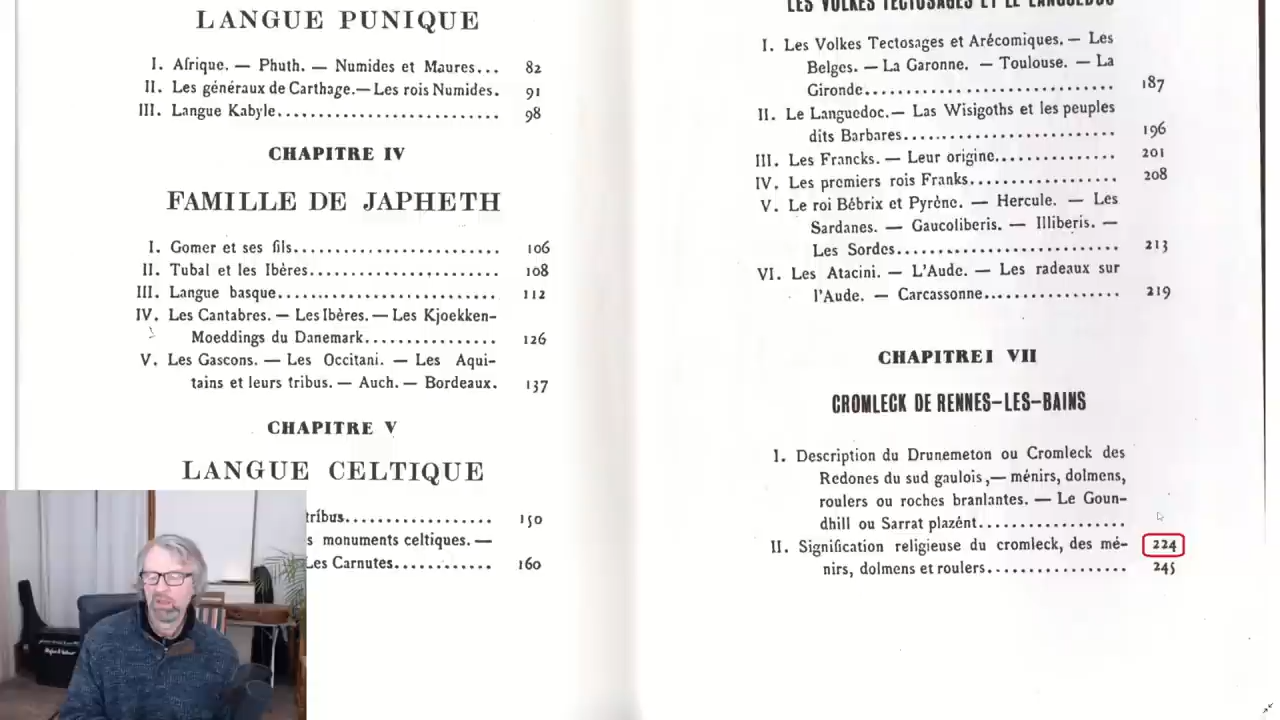 LANGUE PUNIQUE
I. Afrique. — Phuth. — Numides et Maures... 82
II. Les généraux de Carthage.— Les rois Numides. 91
III. Langue Kabyle.............................. 98
CHAPITRE IV
FAMILLE DE JAPHETH
I. Gomer et ses fils............................ 106
II. Tubal et les Ibères......................... 108
III. Langue basque.............................. 112
IV. Les Cantabres. — Les Ibères. — Les Kjoekken-
Moeddings du Danemark................ 126
V. Les Gascons. — Les Occitani. — Les Aqui-
tains et leurs tribus. — Auch. — Bordeaux. 137
CHAPITRE V
LANGUE CELTIQUE
tribus.................... 150
s monuments celtiques. —
Les Carnutes............ 160
LES VOLKES TECTOSAGES ET LE LANGUEDOC
I. Les Volkes Tectosages et Arécomiques. — Les
Belges. — La Garonne. — Toulouse. — La
Gironde.................................. 187
II. Le Languedoc.— Las Wisigoths et les peuples
dits Barbares............................ 196
III. Les Francks. — Leur origine............... 201
IV. Les premiers rois Franks................... 208
V. Le roi Bébrix et Pyrène. — Hercule. — Les
Sardanes. — Gaucoliberis. — Illiberis. —
Les Sordes............................... 213
VI. Les Atacini. — L'Aude. — Les radeaux sur
l'Aude. — Carcassonne................. 219
CHAPITREI VII
CROMLECK DE RENNES-LES-BAINS
I. Description du Drunemeton ou Cromleck des
Redones du sud gaulois,— ménirs, dolmens,
roulers ou roches branlantes. — Le Goun-
dhill ou Sarrat plazént..................
II. Signification religieuse du cromleck, des mé- 224
nirs, dolmens et roulers................. 245